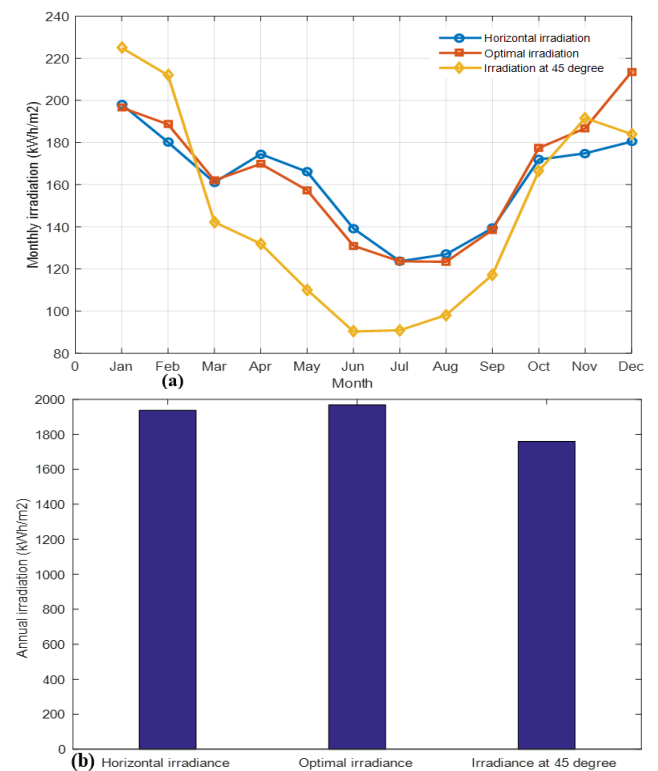 240
220
200
180
160
140
120
100
80
Monthly irradiation (kWh/m2)
Horizontal irradiation
Optimal irradiation
Irradiation at 45 degree
0 Jan Feb Mar Apr May Jun Jul Aug Sep Oct Nov Dec
(a) Month
2000
1800
1600
1400
1200
1000
800
600
400
200
0
Annual irradiation (kWh/m2)
(b) Horizontal irradiance Optimal irradiance Irradiance at 45 degree